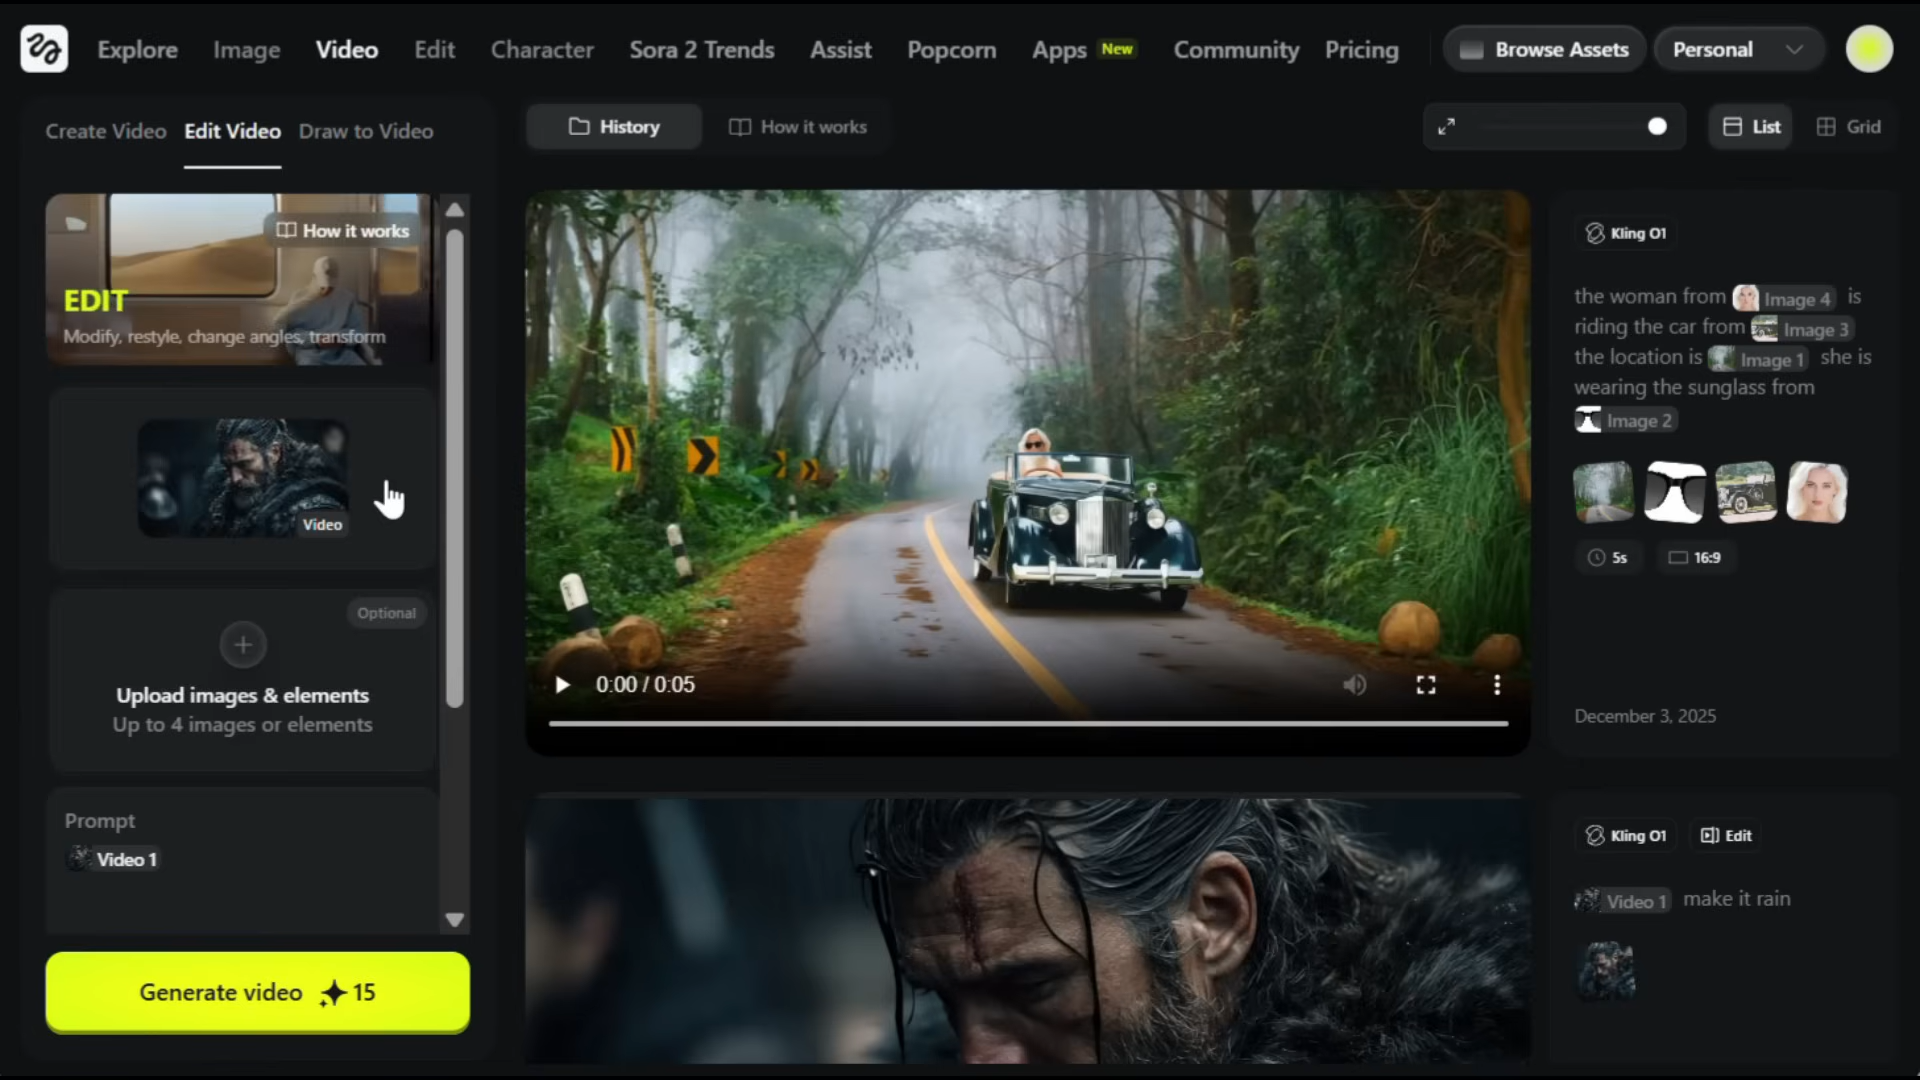 Explore Image Video Edit Character Sora 2 Trends Assist Popcorn Apps New Community Pricing Browse Assets Personal
Create Video Edit Video Draw to Video
History How it works List Grid
How it works
EDIT
Modify, restyle, change angles, transform
Video
Optional
Upload images & elements
Up to 4 images or elements
Prompt
Video 1
Generate video 15
0:00 / 0:05
Kling O1
the woman from Image 4 is
riding the car from Image 3
the location is Image 1 she is
wearing the sunglass from
Image 2
5s 16:9
December 3, 2025
Kling O1 Edit
Video 1 make it rain